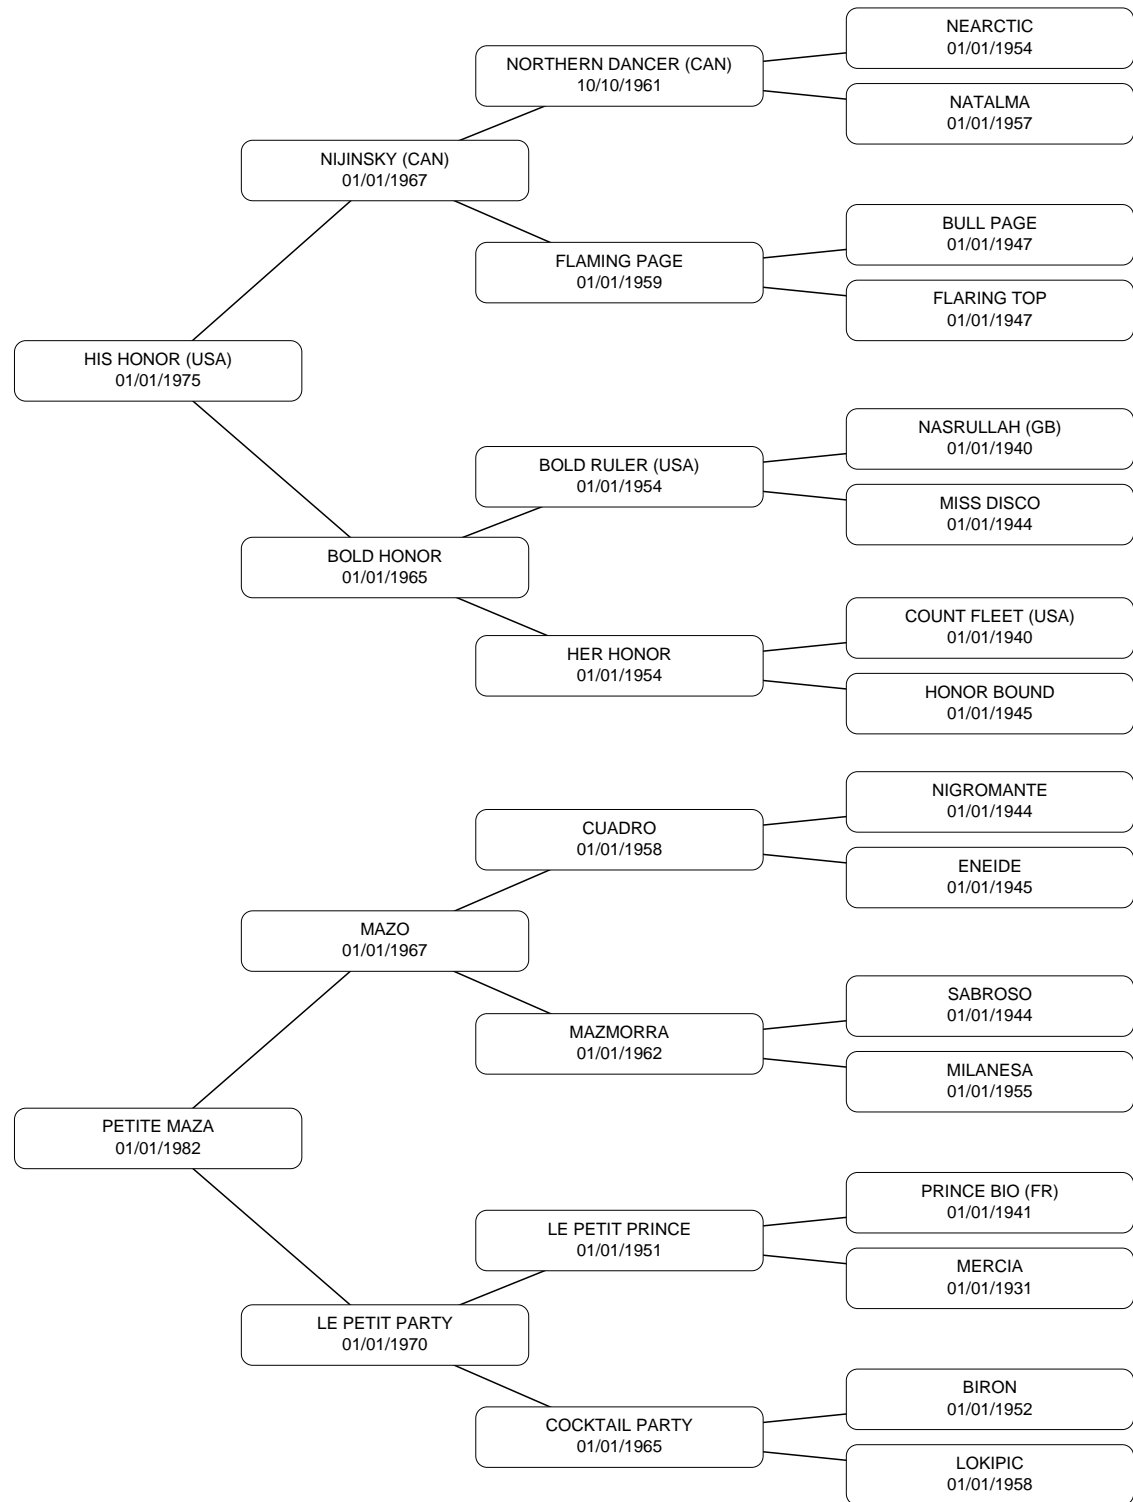 NEARCTIC
01/01/1954
NORTHERN DANCER (CAN)
10/10/1961
NATALMA
01/01/1957
NIJINSKY (CAN)
01/01/1967
BULL PAGE
01/01/1947
FLAMING PAGE
01/01/1959
FLARING TOP
01/01/1947
HIS HONOR (USA)
01/01/1975
NASRULLAH (GB)
01/01/1940
BOLD RULER (USA)
01/01/1954
MISS DISCO
01/01/1944
BOLD HONOR
01/01/1965
COUNT FLEET (USA)
01/01/1940
HER HONOR
01/01/1954
HONOR BOUND
01/01/1945
NIGROMANTE
01/01/1944
CUADRO
01/01/1958
ENEIDE
01/01/1945
MAZO
01/01/1967
SABROSO
01/01/1944
MAZMORRA
01/01/1962
MILANESA
01/01/1955
PETITE MAZA
01/01/1982
PRINCE BIO (FR)
01/01/1941
LE PETIT PRINCE
01/01/1951
MERCIA
01/01/1931
LE PETIT PARTY
01/01/1970
BIRON
01/01/1952
COCKTAIL PARTY
01/01/1965
LOKIPIC
01/01/1958